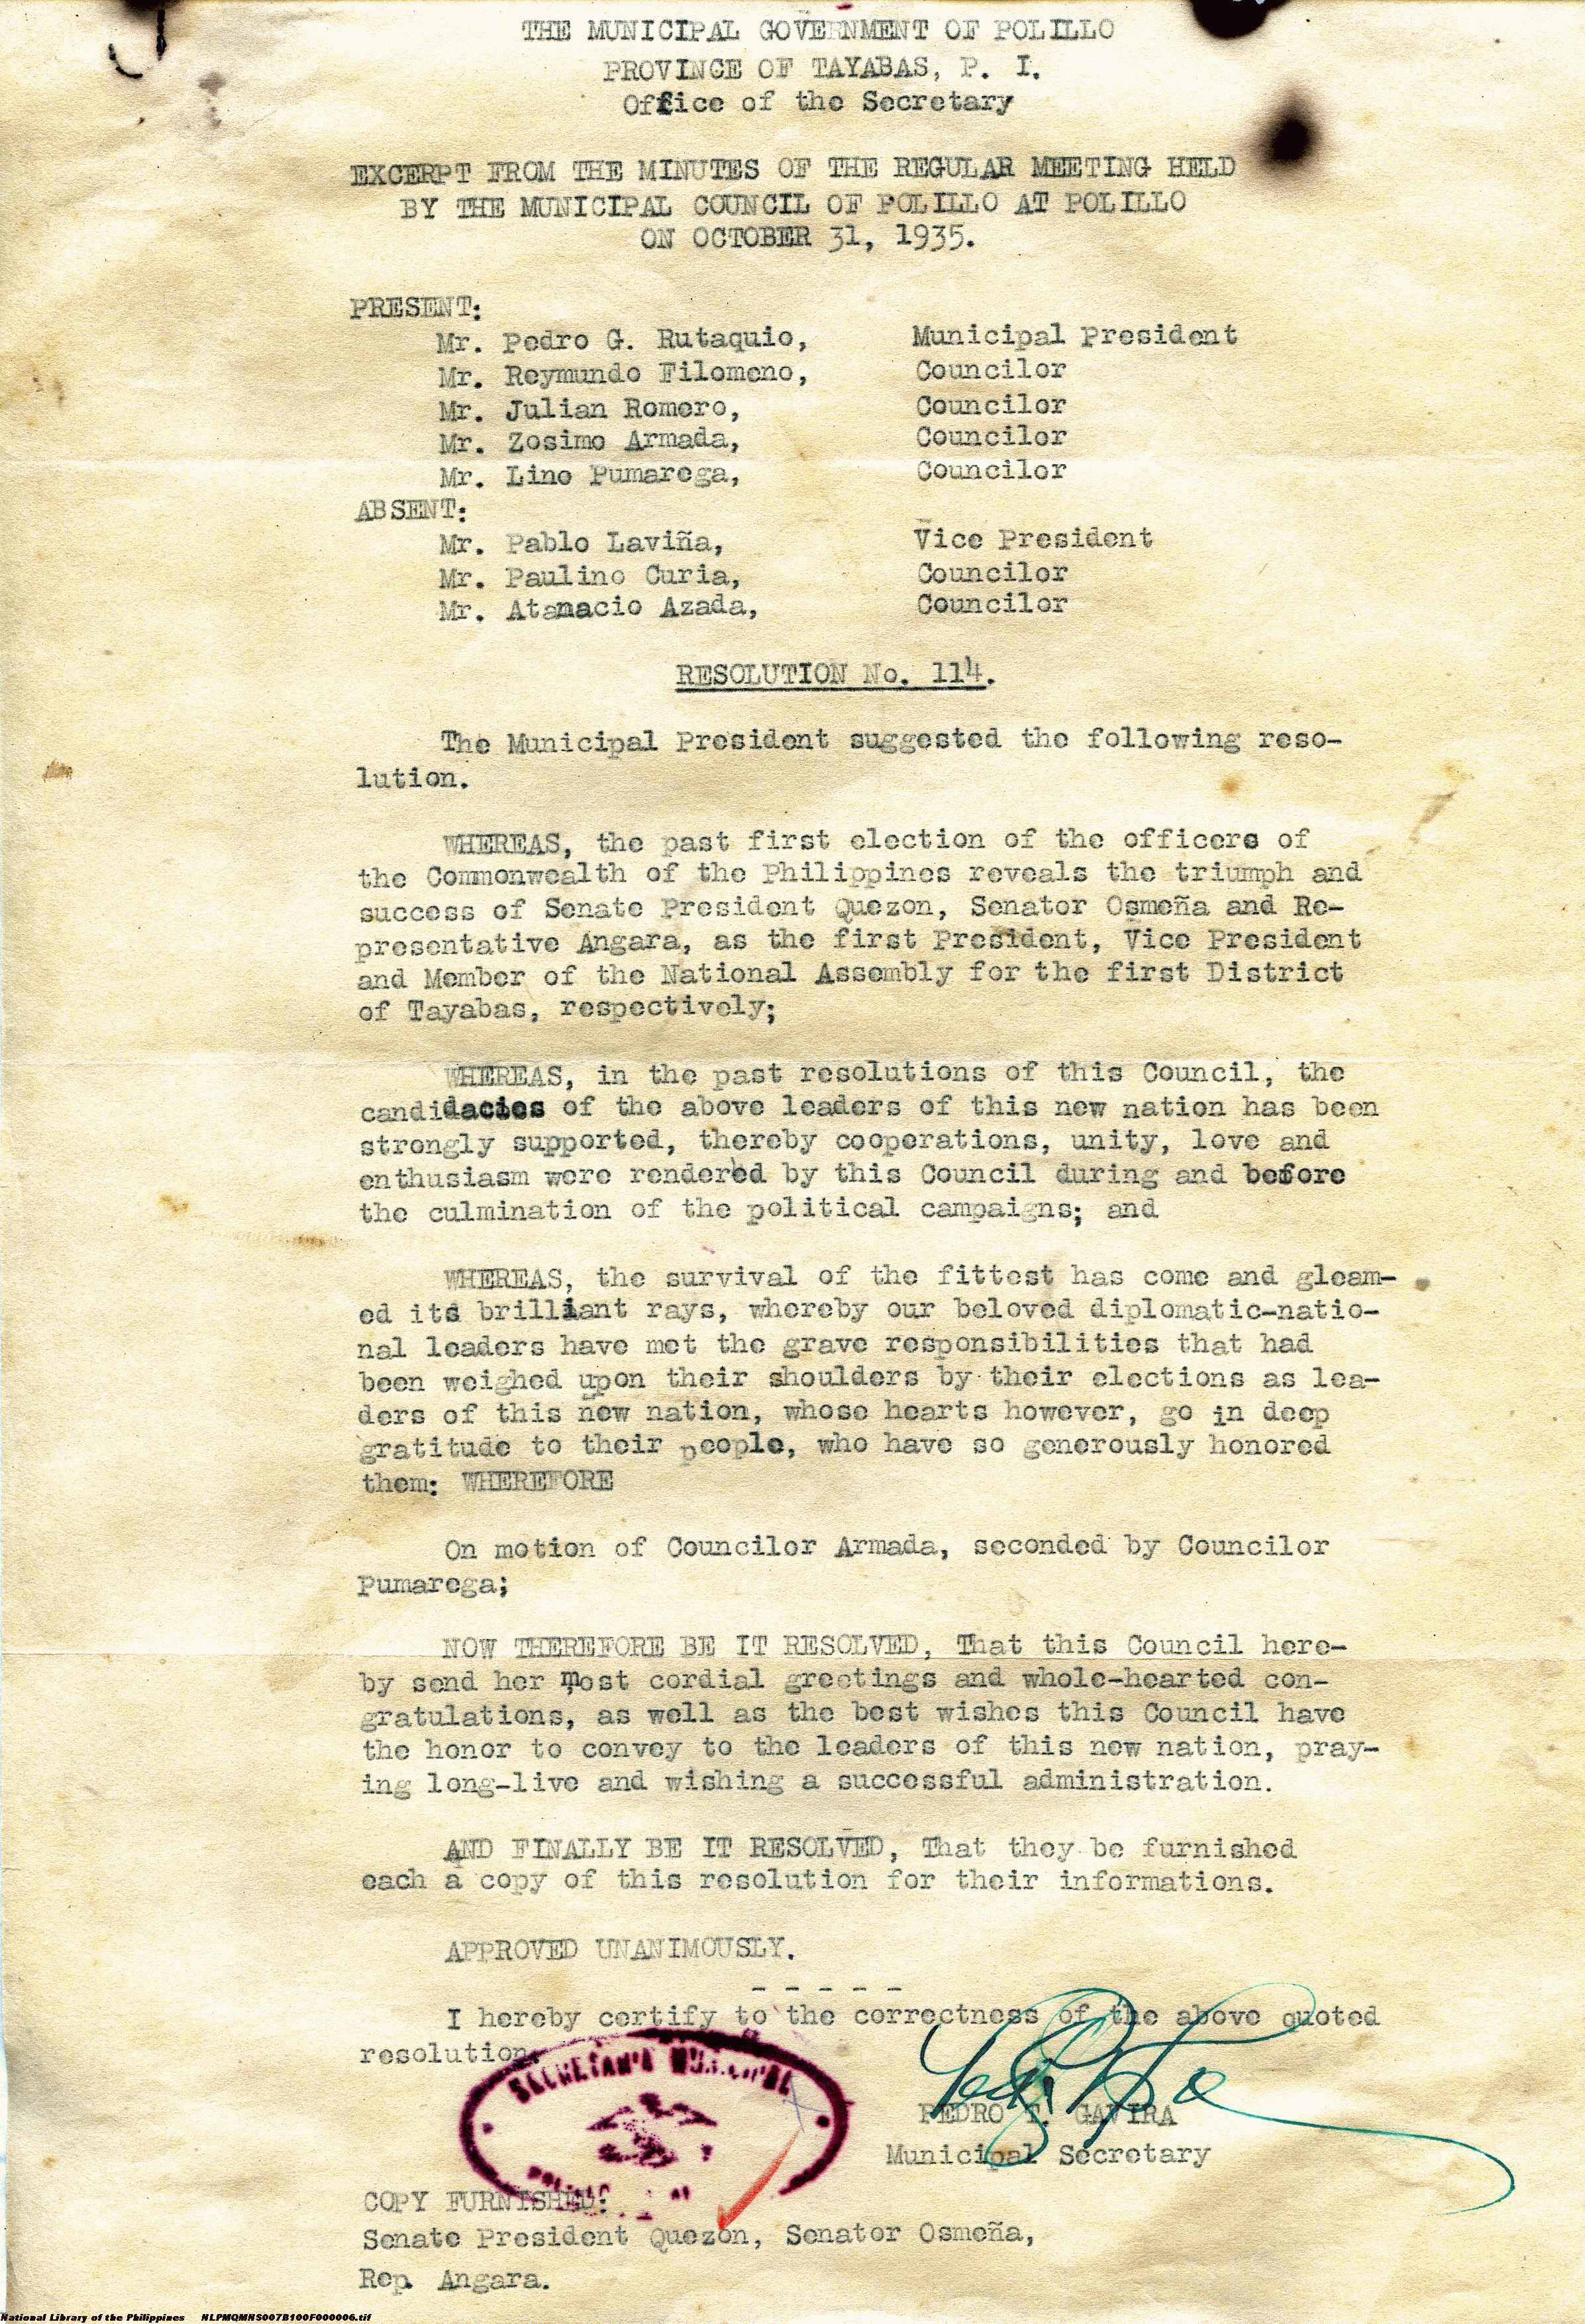 THE MUNICIPAL GOVERNMENT OF POLILLO
PROVINCE OF TAYABAS, P. I.
Office of the Secretary
EXCERPT FROM THE MINUTES OF THE REGULAR MEETING HELD
BY THE MUNICIPAL COUNCIL OF POLILLO AT POLILLO
ON OCTOBER 31, 1935.
PRESENT:
Mr. Pedro G. Rutaquio, Municipal President
Mr. Reymundo Filomeno, Councilor
Mr. Julian Romero, Councilor
Mr. Zosimo Armada, Councilor
Mr. Lino Pumarega, Councilor
ABSENT:
Mr. Pablo Laviña, Vice President
Mr. Paulino Curia, Councilor
Mr. Atanacio Azada, Councilor
RESOLUTION No. 114.
The Municipal President suggested the following reso-
lution.
WHEREAS, the past first election of the officers of
the Commonwealth of the Philippines reveals the triumph and
success of Senate President Quezon, Senator Osmeña and Re-
presentative Angara, as the first President, Vice President
and Member of the National Assembly for the first District
of Tayabas, respectively;
WHEREAS, in the past resolutions of this Council, the
candidacies of the above leaders of this new nation has been
strongly supported, thereby cooperations, unity, love and
enthusiasm were rendered by this Council during and before
the culmination of the political campaigns; and
WHEREAS, the survival of the fittest has come and gleam-
ed its brilliant rays, whereby our beloved diplomatic-natio-
nal leaders have met the grave responsibilities that had
been weighed upon their shoulders by their elections as lea-
ders of this new nation, whose hearts however, go in deep
gratitude to their people, who have so generously honored
them: WHEREFORE
On motion of Councilor Armada, seconded by Councilor
Pumarega;
NOW THEREFORE BE IT RESOLVED, That this Council here-
by send her most cordial greetings and whole-hearted con-
gratulations, as well as the best wishes this Council have
the honor to convey to the leaders of this new nation, pray-
ing long-live and wishing a successful administration.
AND FINALLY BE IT RESOLVED, That they be furnished
each a copy of this resolution for their informations.
APPROVED UNANIMOUSLY.
- - - - -
I hereby certify to the correctness of the above quoted
resolution.
SECRETARIA MUNICIPAL
PEDRO T. GAVIRA
Municipal Secretary
COPY FURNISHED:
Senate President Quezon, Senator Osmeña,
Rep. Angara.
National Library of the Philippines NLPMQMNS007B100F000006.tif